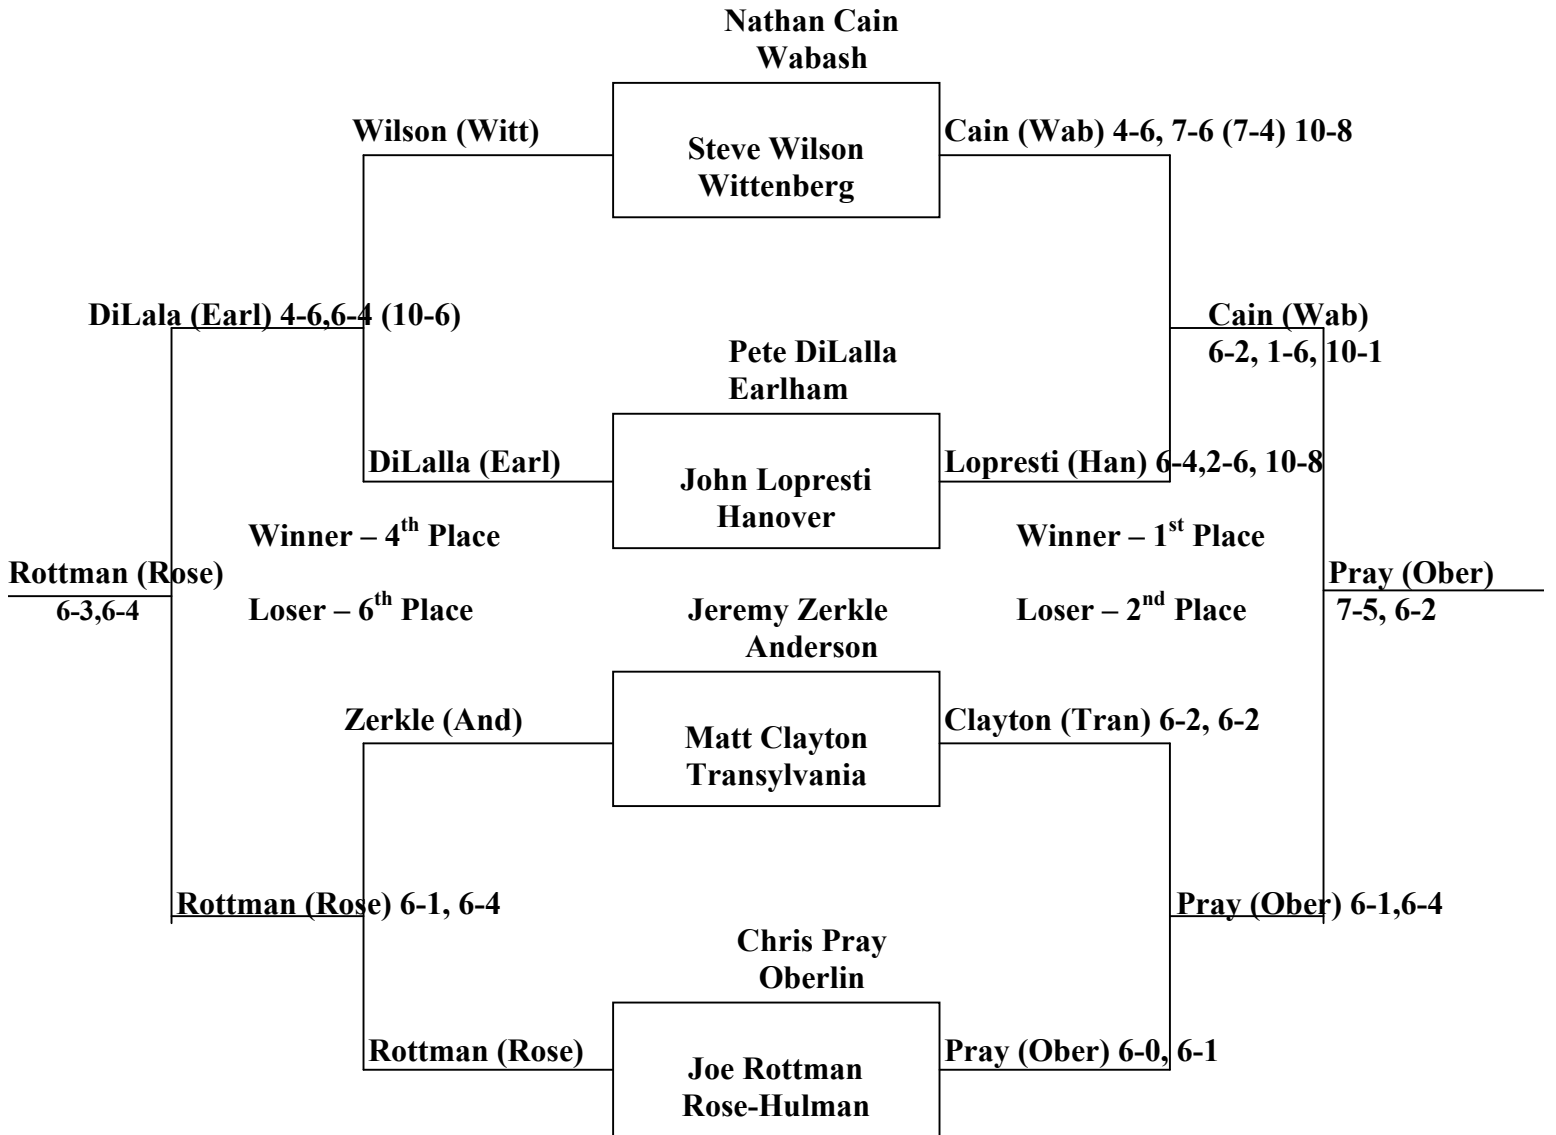 Nathan Cain
Wabash
Wilson (Witt)
Steve Wilson
Wittenberg
Cain (Wab) 4-6, 7-6 (7-4) 10-8
DiLala (Earl) 4-6,6-4 (10-6)
Cain (Wab)
6-2, 1-6, 10-1
Pete DiLalla
Earlham
DiLalla (Earl)
John Lopresti
Hanover
Lopresti (Han) 6-4,2-6, 10-8
Winner – 4th Place
Winner – 1st Place
Rottman (Rose)
6-3,6-4
Loser – 6th Place
Loser – 2nd Place
Pray (Ober)
7-5, 6-2
Jeremy Zerkle
Anderson
Zerkle (And)
Matt Clayton
Transylvania
Clayton (Tran) 6-2, 6-2
Rottman (Rose) 6-1, 6-4
Pray (Ober) 6-1,6-4
Chris Pray
Oberlin
Rottman (Rose)
Joe Rottman
Rose-Hulman
Pray (Ober) 6-0, 6-1